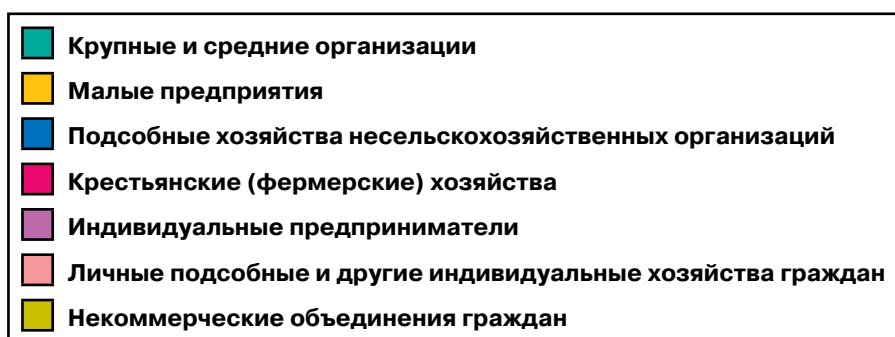 Крупные и средние организации
Малые предприятия
Подсобные хозяйства несельскохозяйственных организаций
Крестьянские (фермерские) хозяйства
Индивидуальные предприниматели
Личные подсобные и другие индивидуальные хозяйства граждан
Некоммерческие объединения граждан